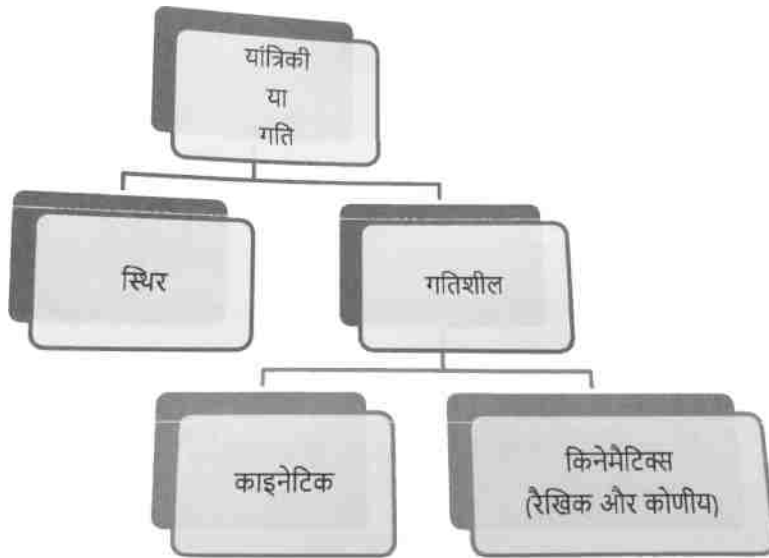 यांत्रिकी
या
गति
स्थिर
गतिशील
काइनेटिक
किनेमैटिक्स
(रैखिक और कोणीय)